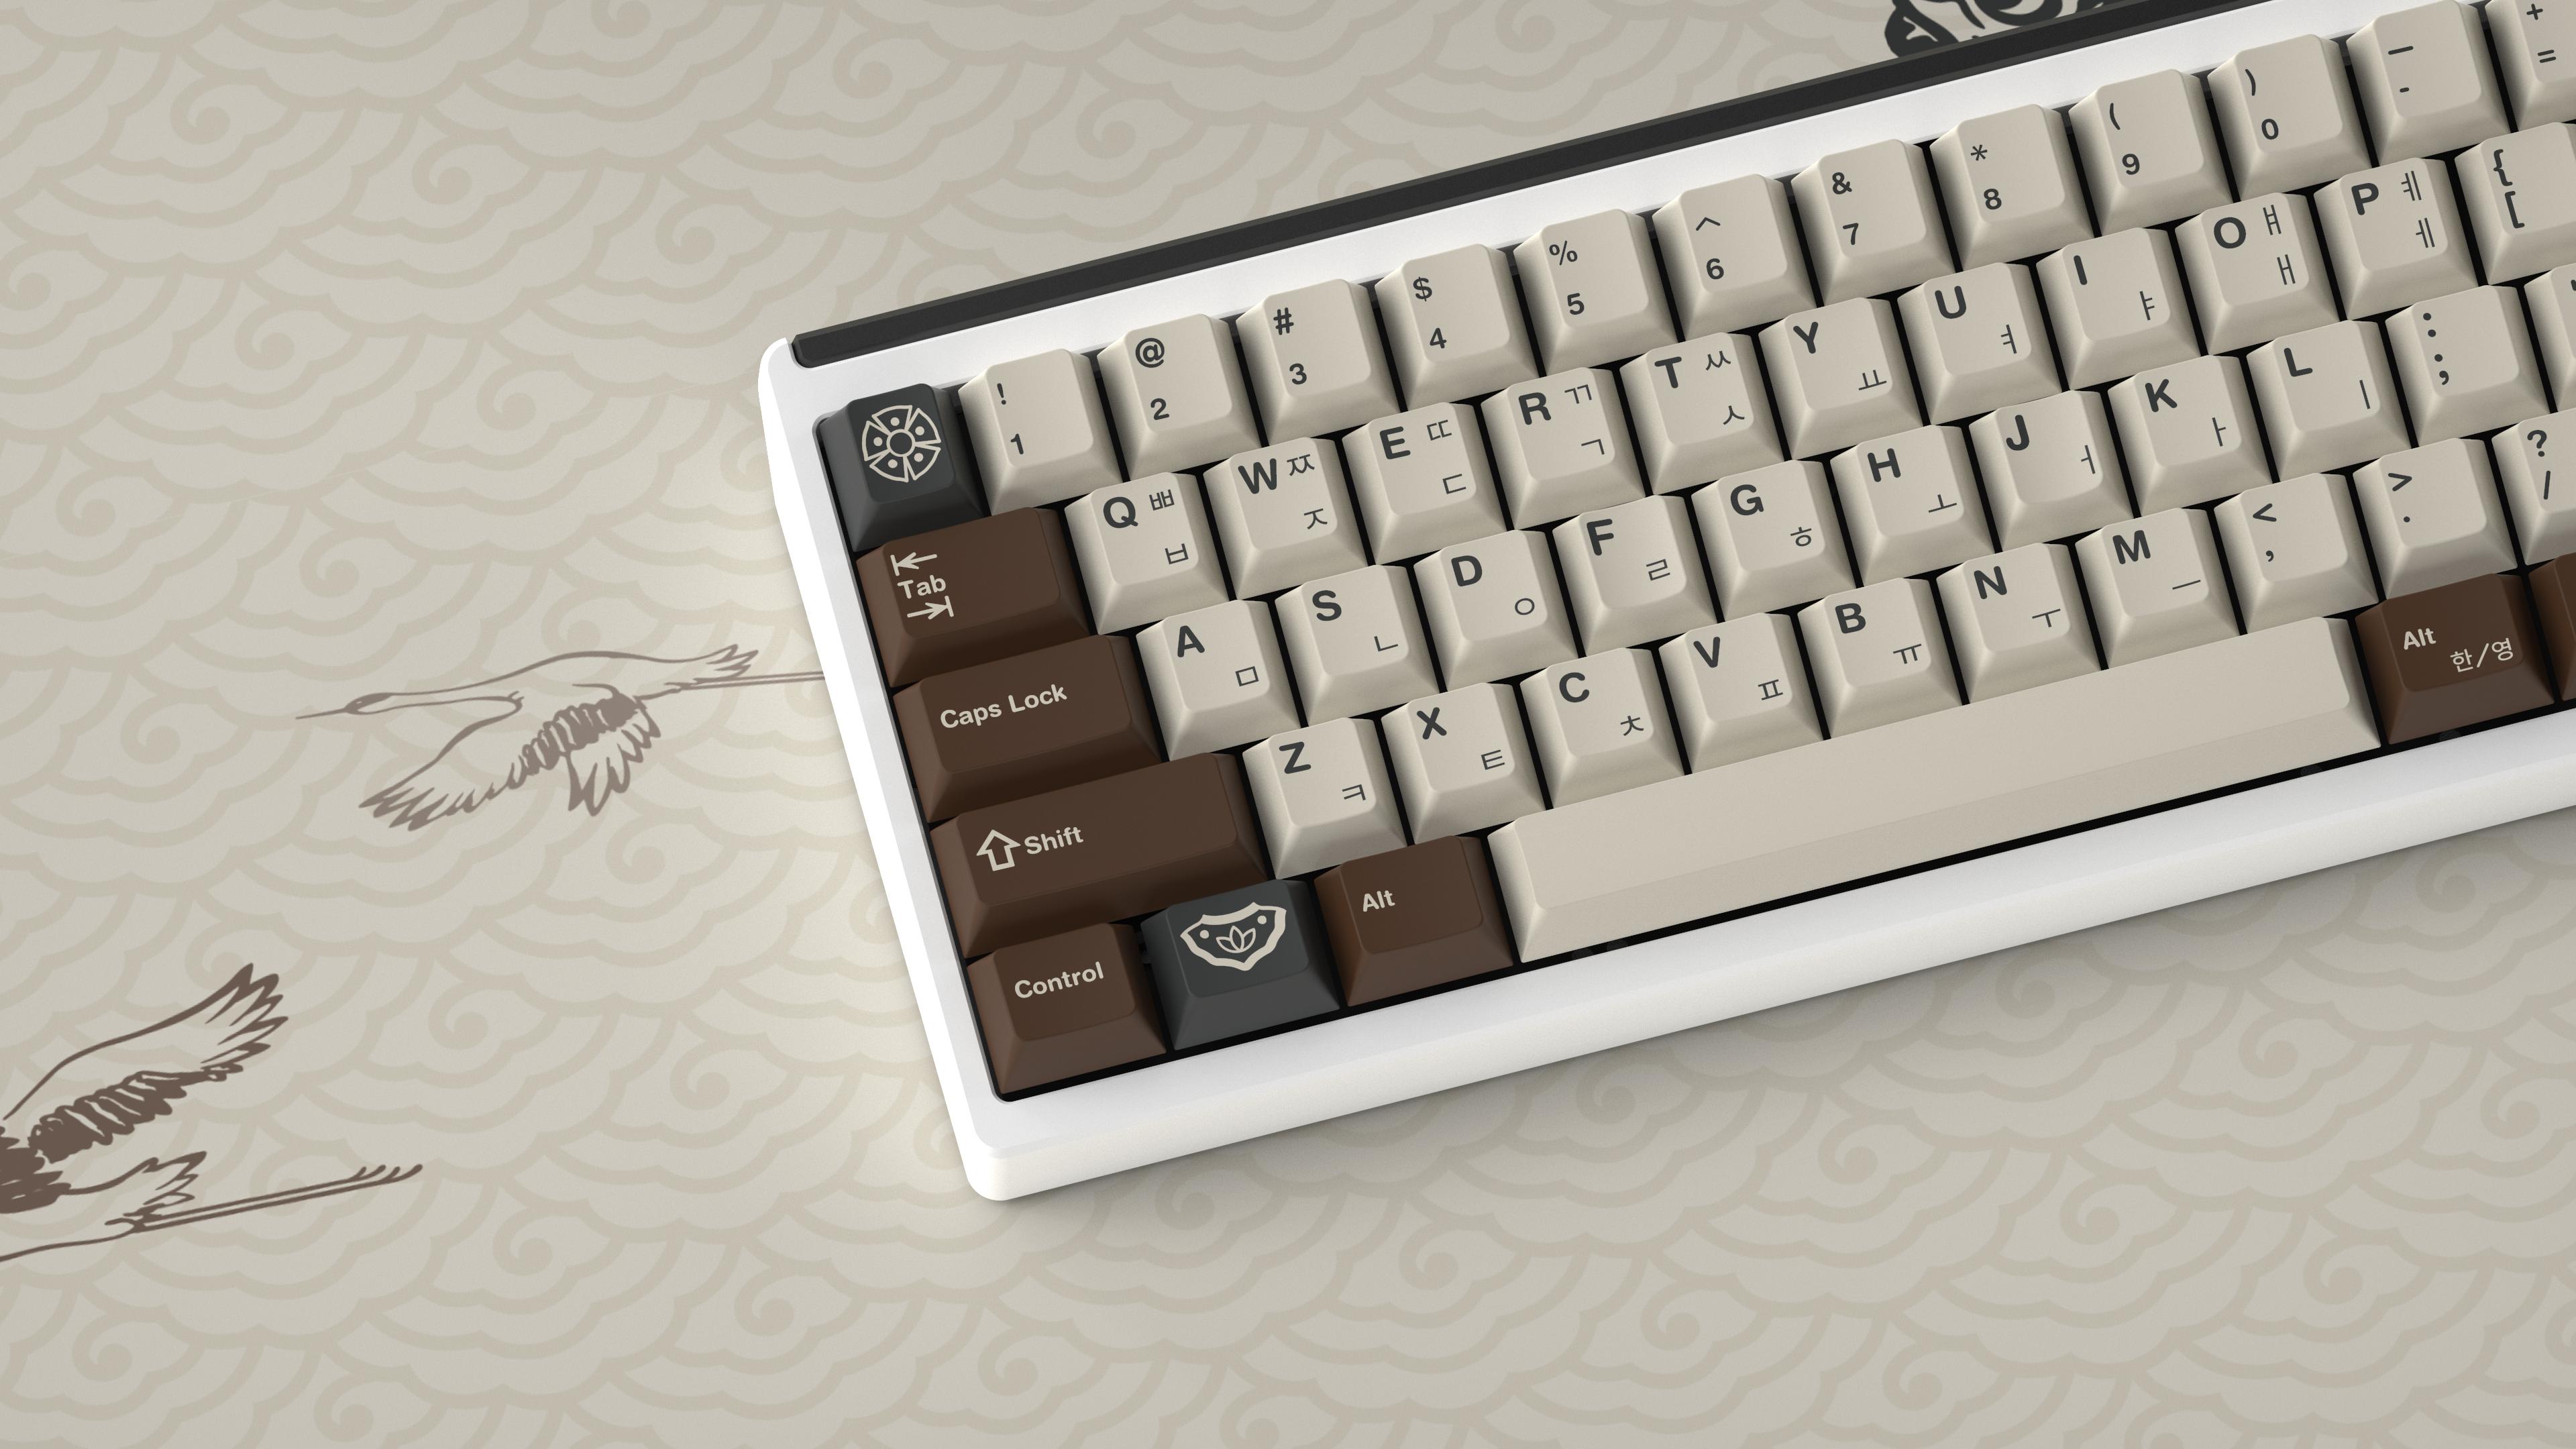 ! 1
@ 2
# 3
$ 4
% 5
^ 6
& 7
* 8
( 9
) 0
— -
+ =
Tab
Q ㅃ ㅂ
W ㅉ ㅈ
E ㄸ ㄷ
R ㄲ ㄱ
T ㅆ ㅅ
Y ㅛ
U ㅕ
I ㅑ
O ㅒ ㅐ
P ㅖ ㅔ
{ [
Caps Lock
A ㅁ
S ㄴ
D ㅇ
F ㄹ
G ㅎ
H ㅗ
J ㅓ
K ㅏ
L ㅣ
: ;
Shift
Z ㅋ
X ㅌ
C ㅊ
V ㅍ
B ㅠ
N ㅜ
M ㅡ
< ,
> .
? /
Control
Alt
Alt 한/영